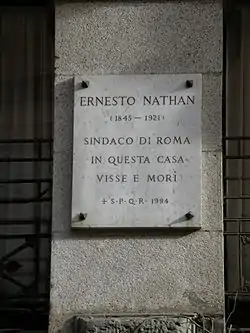 ERNESTO NATHAN
(1845 — 1921)
SINDACO DI ROMA
IN QUESTA CASA
VISSE E MORÌ
+ S·P·Q·R· 1994